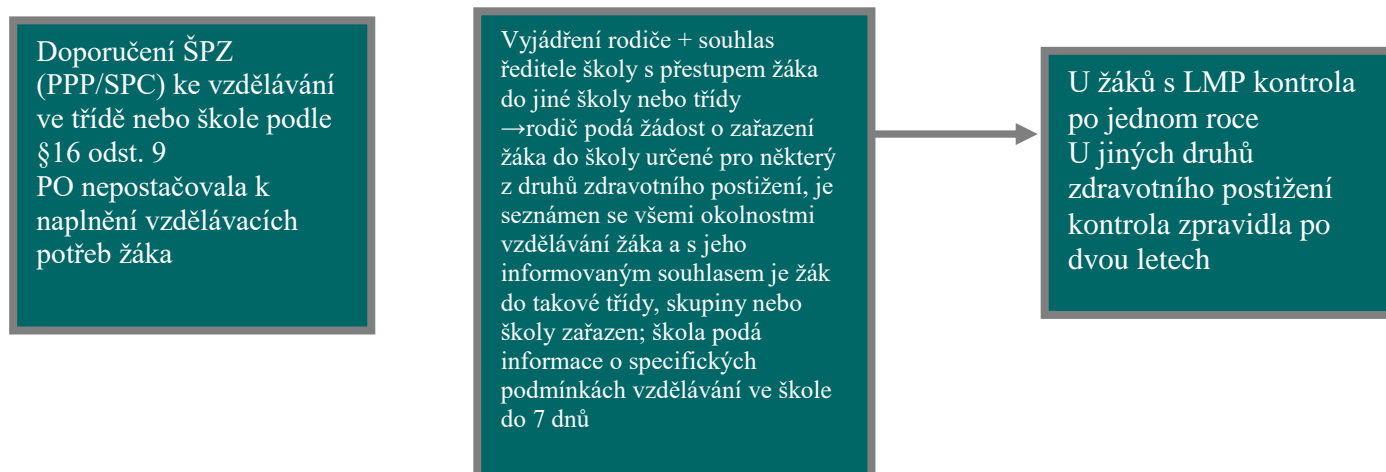 Doporučení ŠPZ
(PPP/SPC) ke vzdělávání
ve třídě nebo škole podle
§16 odst. 9
PO nepostačovala k
naplnění vzdělávacích
potřeb žáka
Vyjádření rodiče + souhlas
ředitele školy s přestupem žáka
do jiné školy nebo třídy
→rodič podá žádost o zařazení
žáka do školy určené pro některý
z druhů zdravotního postižení, je
seznámen se všemi okolnostmi
vzdělávání žáka a s jeho
informovaným souhlasem je žák
do takové třídy, skupiny nebo
školy zařazen; škola podá
informace o specifických
podmínkách vzdělávání ve škole
do 7 dnů
U žáků s LMP kontrola
po jednom roce
U jiných druhů
zdravotního postižení
kontrola zpravidla po
dvou letech